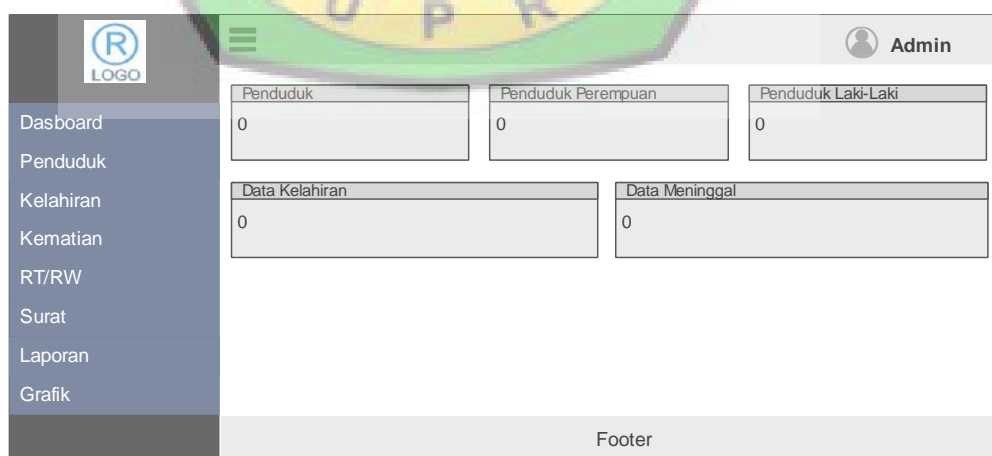 U P R
R
LOGO
Admin
Penduduk
Penduduk Perempuan
Penduduk Laki-Laki
0
0
0
Data Kelahiran
Data Meninggal
0
0
Dasboard
Penduduk
Kelahiran
Kematian
RT/RW
Surat
Laporan
Grafik
Footer